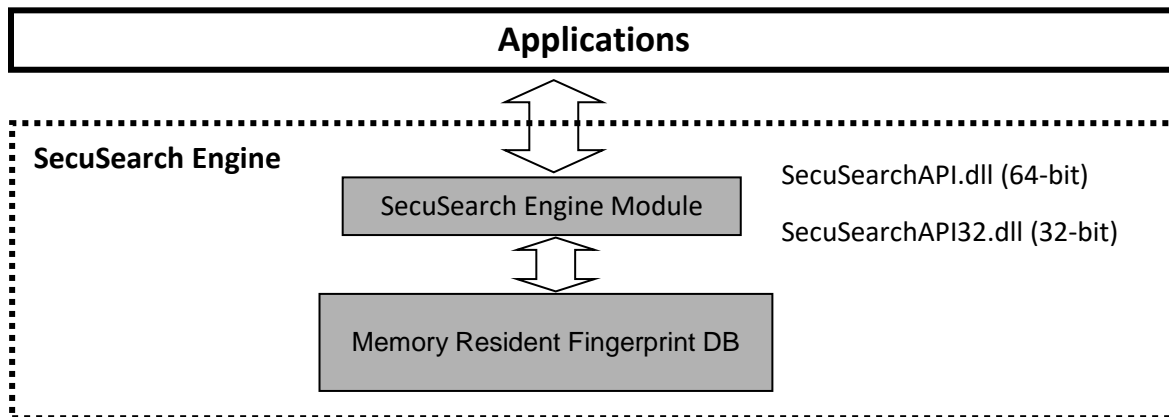 Applications
SecuSearch Engine
SecuSearchAPI.dll (64-bit)
SecuSearch Engine Module
SecuSearchAPI32.dll (32-bit)
Memory Resident Fingerprint DB